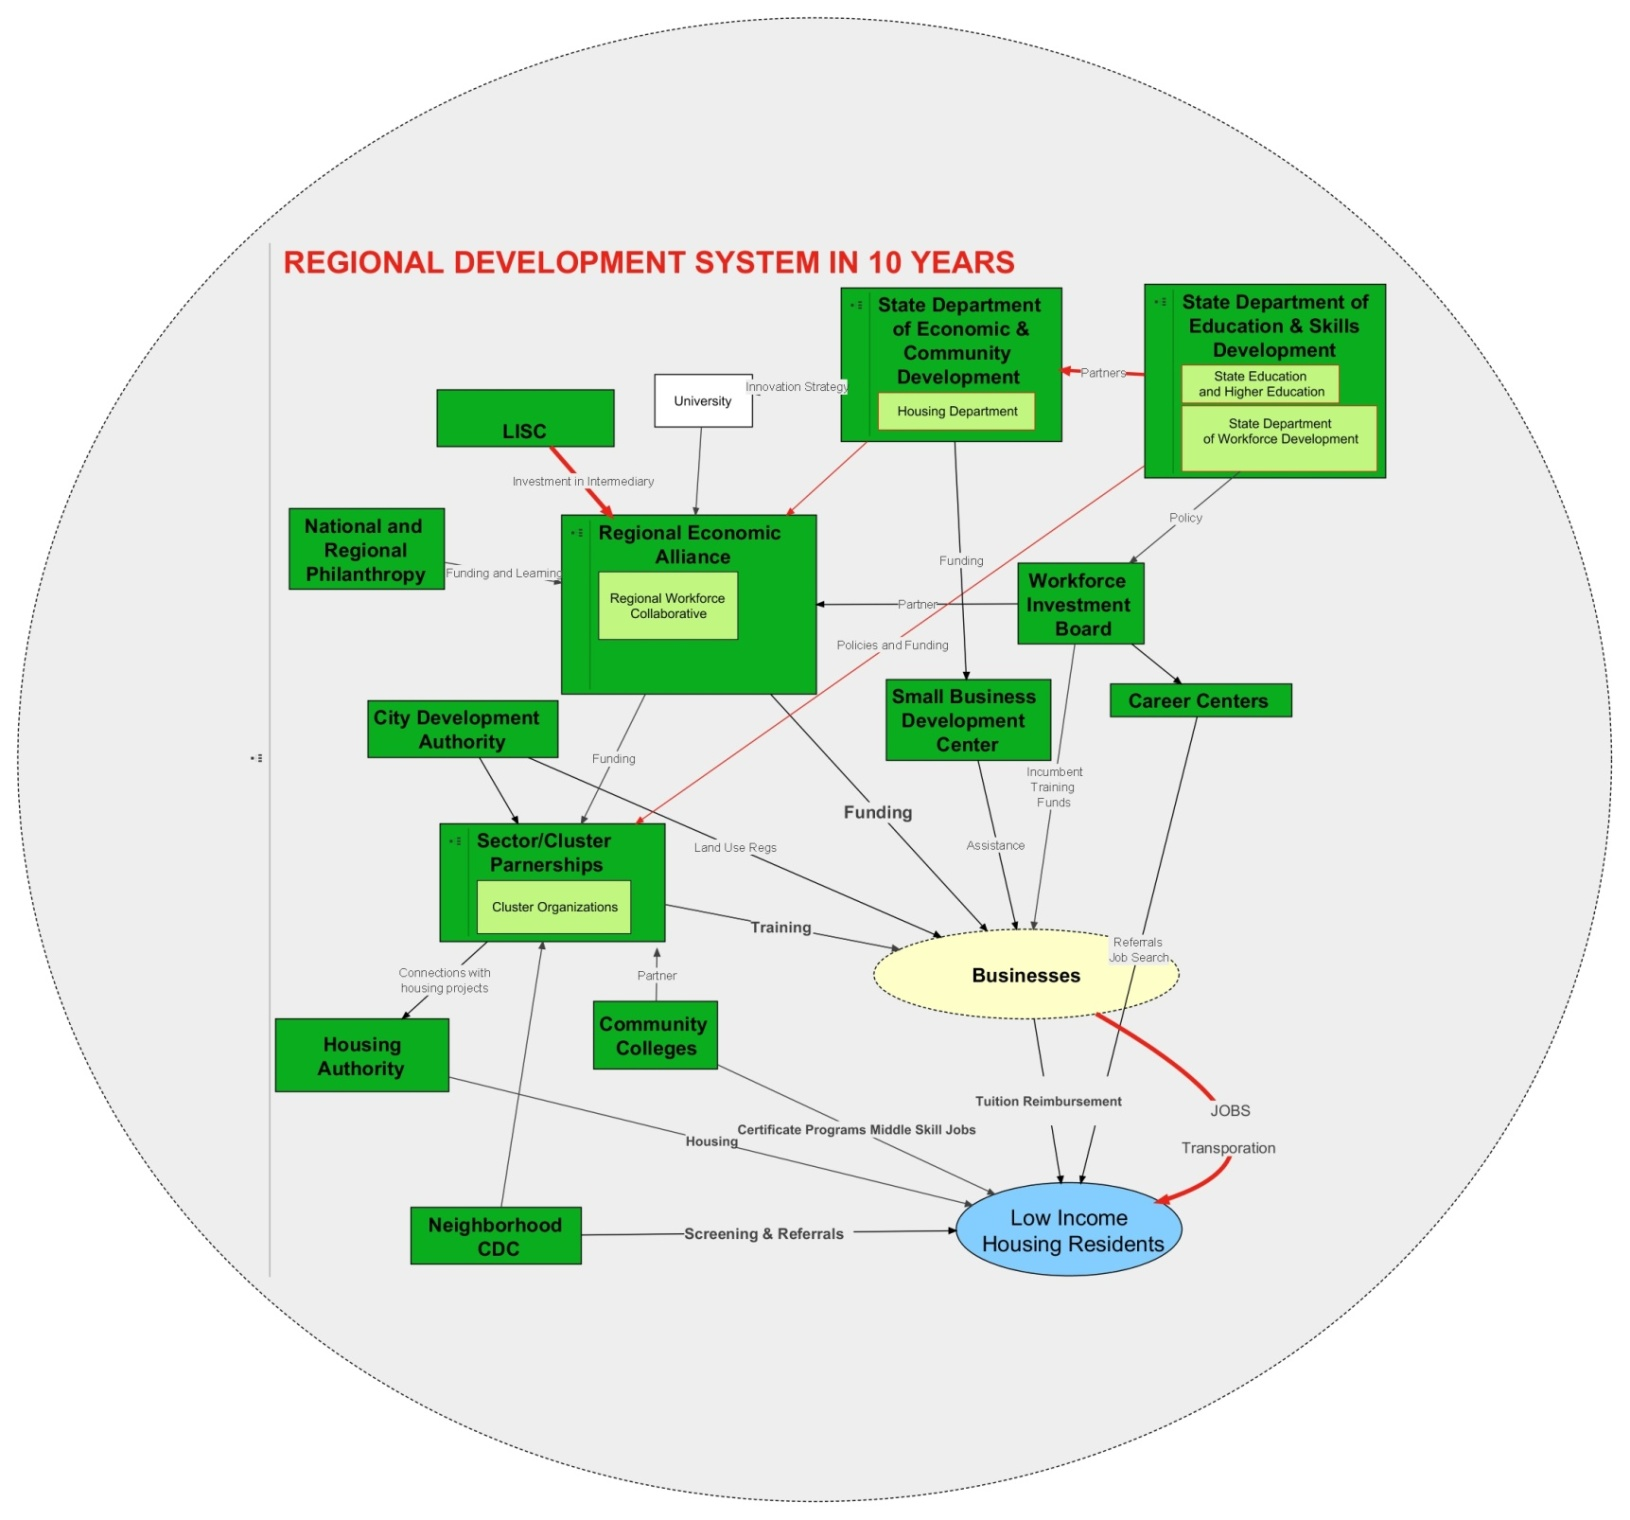 REGIONAL DEVELOPMENT SYSTEM IN 10 YEARS
State Department
of Economic &
Community
Development
Housing Department
State Department of
Education & Skills
Development
State Education
and Higher Education
State Department
of Workforce Development
Partners
University
Innovation Strategy
LISC
Investment in Intermediary
National and
Regional
Philanthropy
Funding and Learning
Regional Economic
Alliance
Regional Workforce
Collaborative
Funding
Policy
Workforce
Investment
Board
Partner
Policies and Funding
City Development
Authority
Small Business
Development
Center
Career Centers
Funding
Funding
Incumbent
Training
Funds
Land Use Regs
Assistance
Sector/Cluster
Parnerships
Cluster Organizations
Training
Connections with
housing projects
Partner
Businesses
Referrals
Job Search
Housing
Authority
Community
Colleges
Tuition Reimbursement
JOBS
Certificate Programs Middle Skill Jobs
Housing
Transporation
Neighborhood
CDC
Screening & Referrals
Low Income
Housing Residents